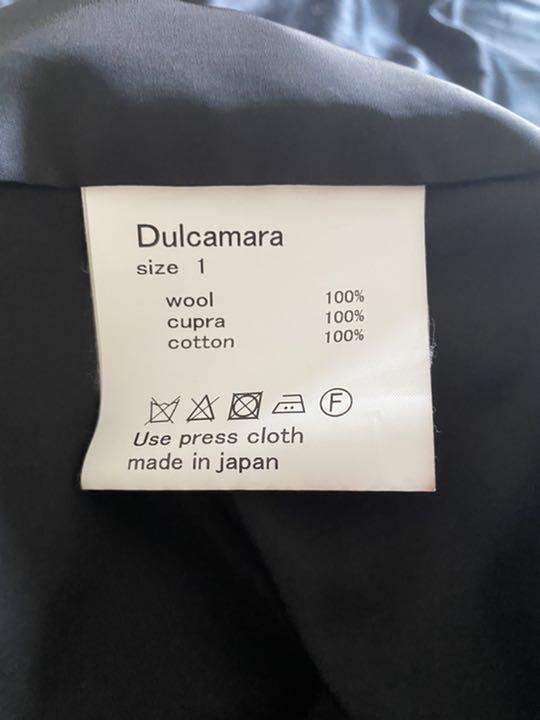 Dulcamara
size 1
wool 100%
cupra 100%
cotton 100%
F
Use press cloth
made in japan